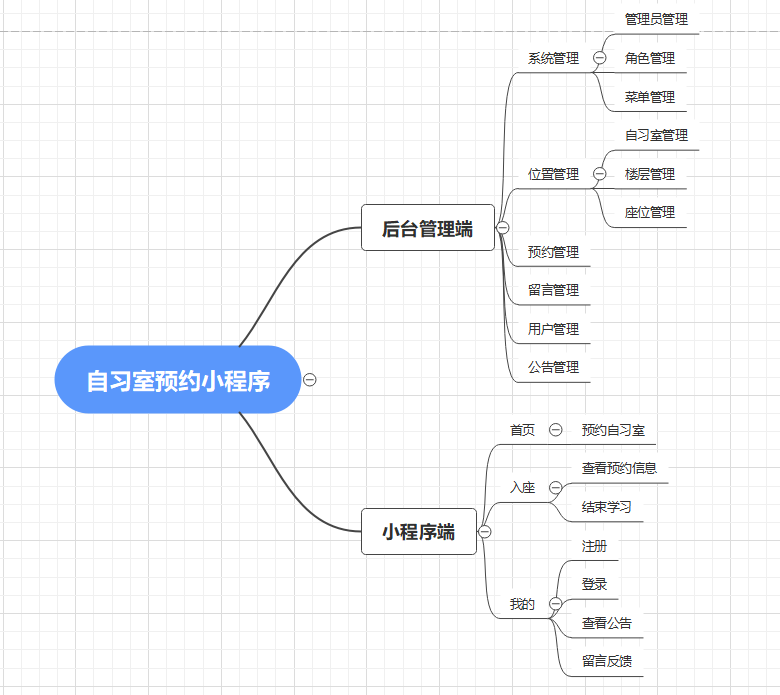 自习室预约小程序
后台管理端
系统管理
管理员管理
角色管理
菜单管理
位置管理
自习室管理
楼层管理
座位管理
预约管理
留言管理
用户管理
公告管理
小程序端
首页
预约自习室
入座
查看预约信息
结束学习
我的
注册
登录
查看公告
留言反馈